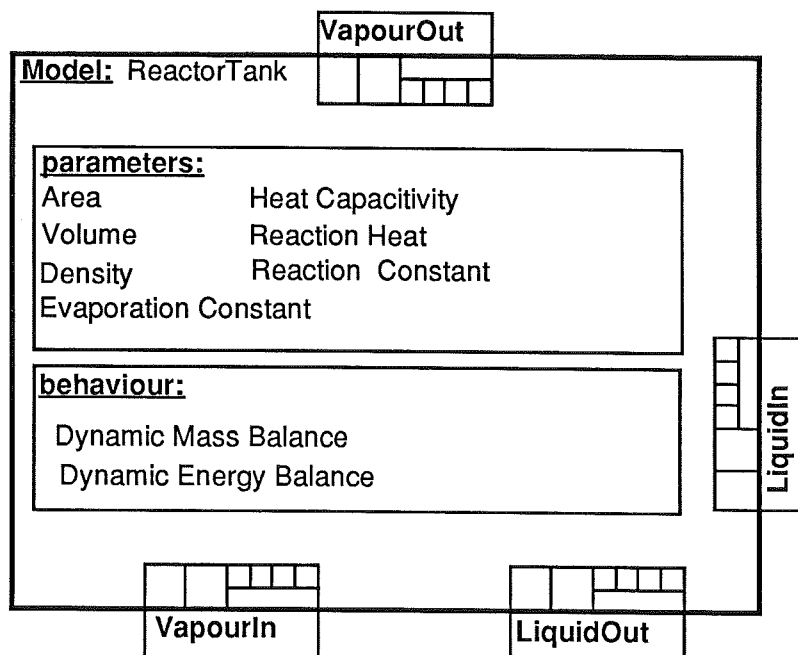 VapourOut
Model: ReactorTank
parameters:
Area Heat Capacitivity
Volume Reaction Heat
Density Reaction Constant
Evaporation Constant
behaviour:
Dynamic Mass Balance
Dynamic Energy Balance
LiquidIn
VapourIn LiquidOut